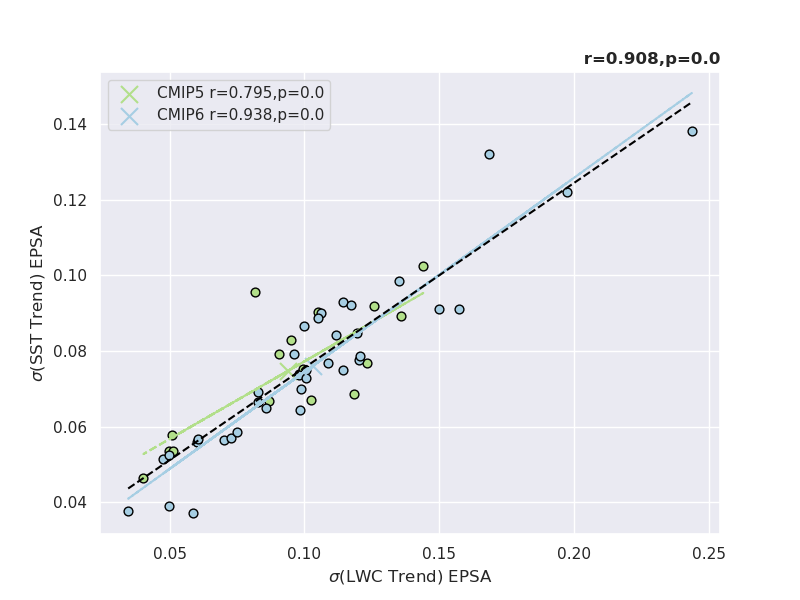 r=0.908,p=0.0
CMIP5 r=0.795,p=0.0
CMIP6 r=0.938,p=0.0
0.14
0.12
0.10
0.08
0.06
0.04
σ(SST Trend) EPSA
0.05 0.10 0.15 0.20 0.25
σ(LWC Trend) EPSA